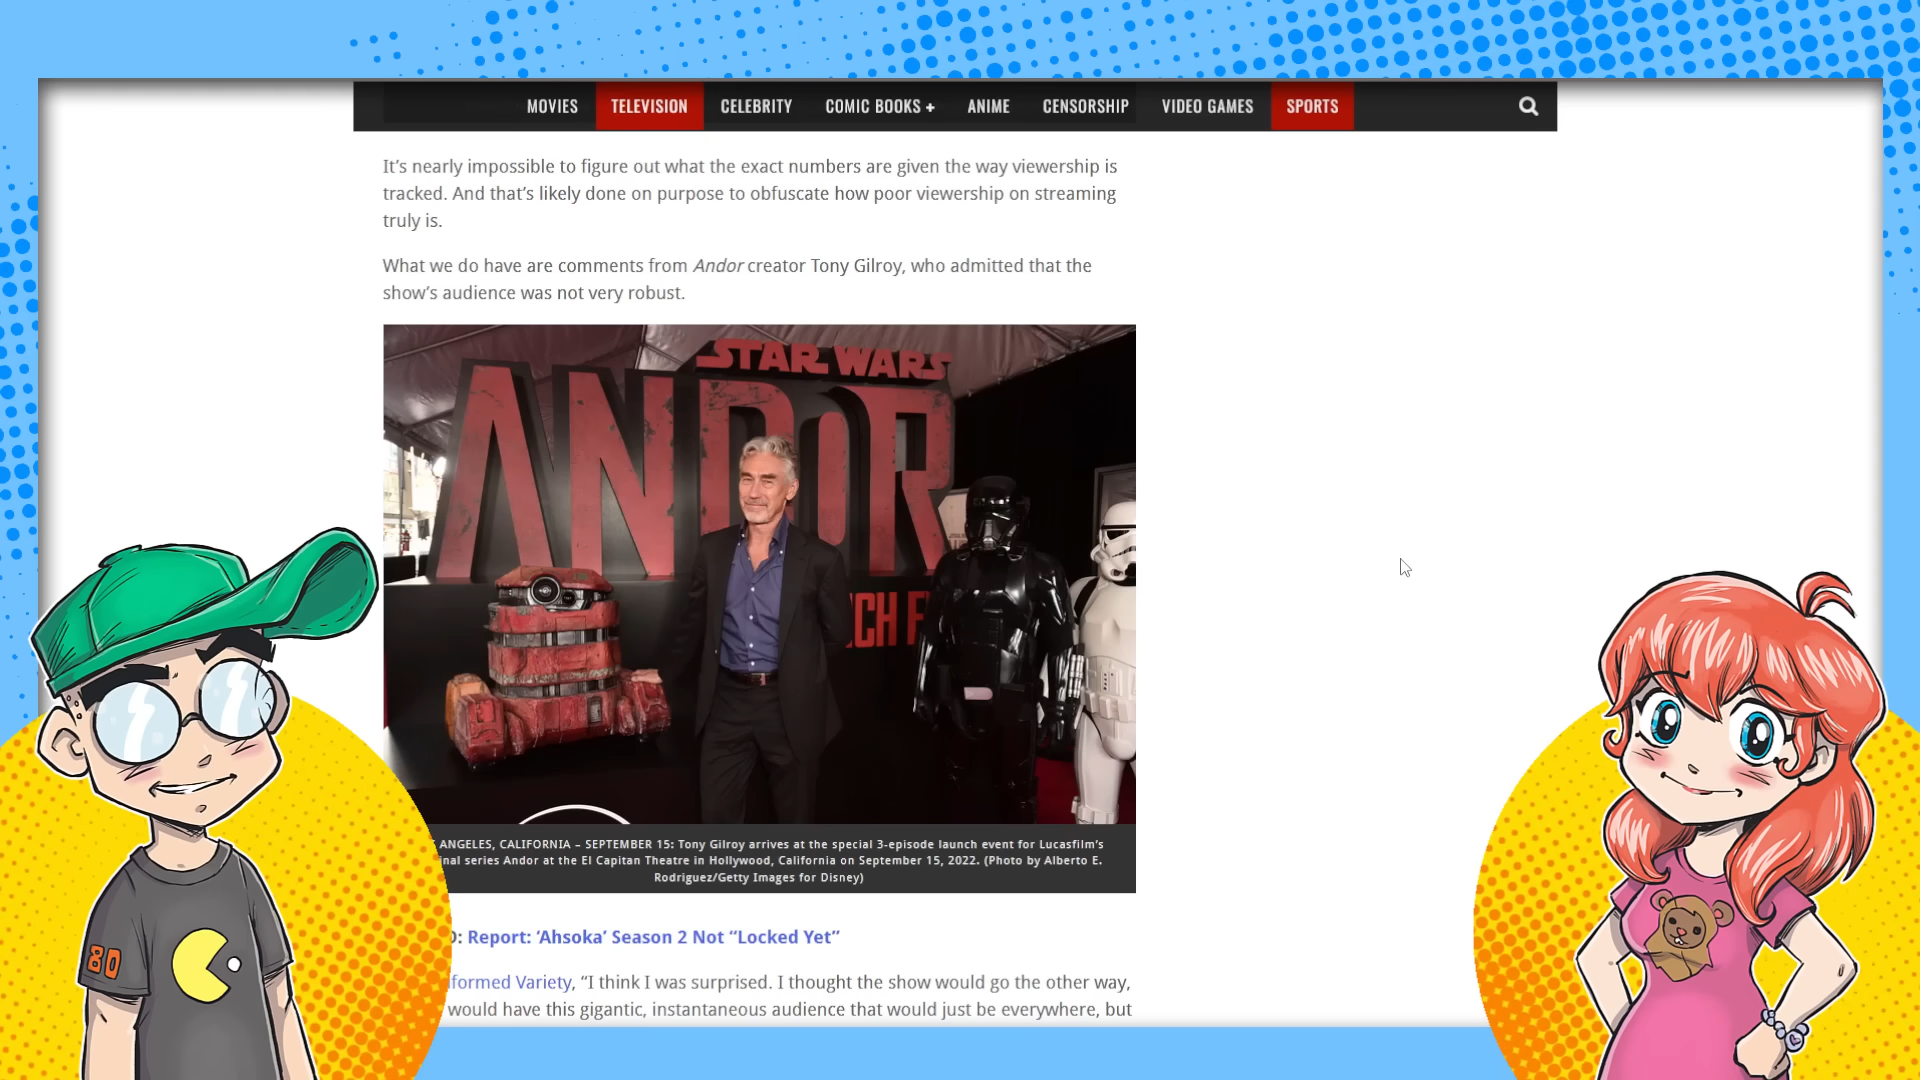 MOVIES TELEVISION CELEBRITY COMIC BOOKS + ANIME CENSORSHIP VIDEO GAMES SPORTS
It’s nearly impossible to figure out what the exact numbers are given the way viewership is
tracked. And that’s likely done on purpose to obfuscate how poor viewership on streaming
truly is.
What we do have are comments from Andor creator Tony Gilroy, who admitted that the
show’s audience was not very robust.
STAR WARS
ANDOR
CH F
ANGELES, CALIFORNIA – SEPTEMBER 15: Tony Gilroy arrives at the special 3-episode launch event for Lucasfilm’s
nal series Andor at the El Capitan Theatre in Hollywood, California on September 15, 2022. (Photo by Alberto E.
Rodriguez/Getty Images for Disney)
: Report: ‘Ahsoka’ Season 2 Not “Locked Yet”
formed Variety, “I think I was surprised. I thought the show would go the other way,
would have this gigantic, instantaneous audience that would just be everywhere, but
80